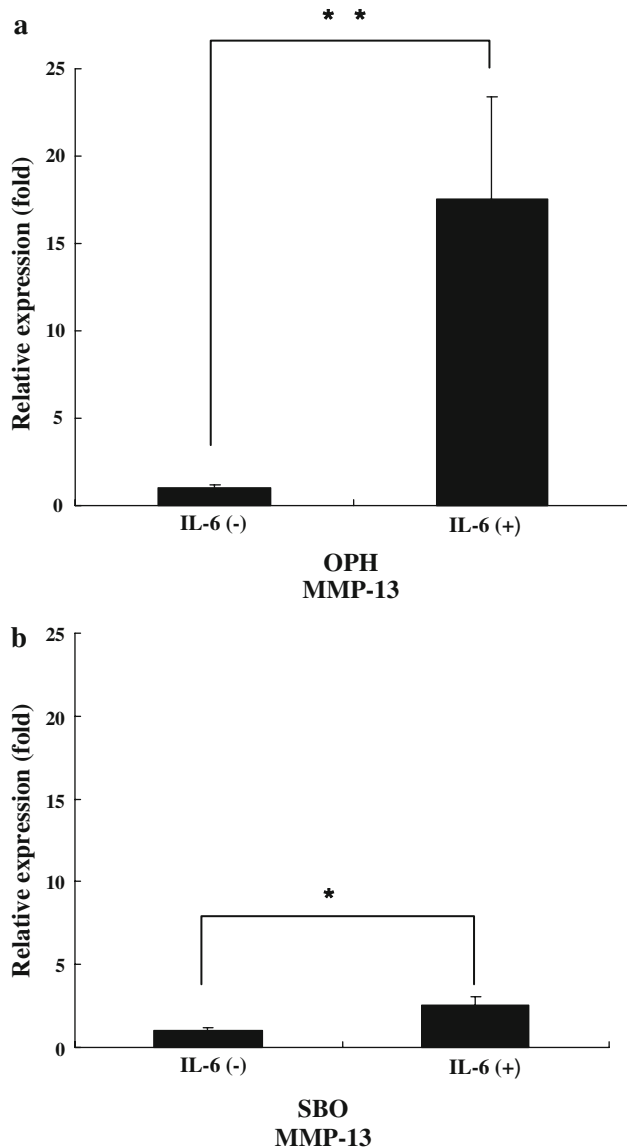 a
* *
25
20
15
10
5
0
Relative expression (fold)
IL-6 (-) IL-6 (+)
OPH
MMP-13
b
25
20
15
10
5
0
Relative expression (fold)
*
IL-6 (-) IL-6 (+)
SBO
MMP-13